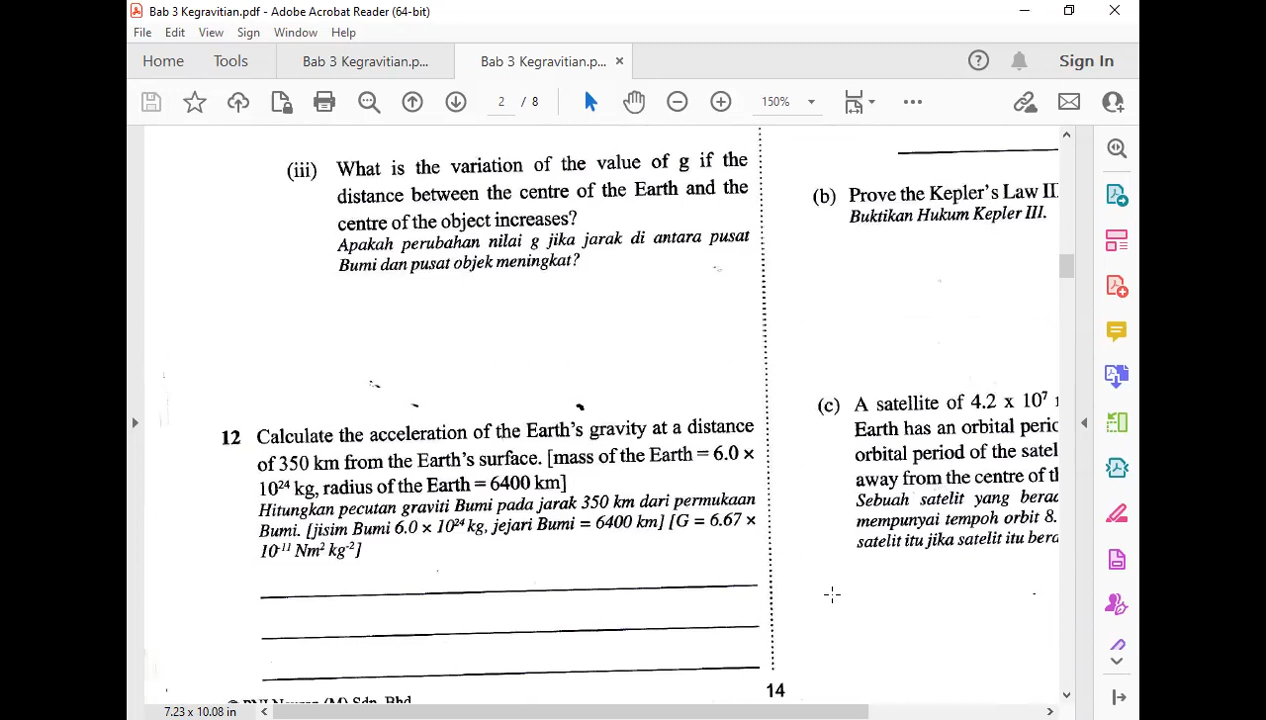 Bab 3 Kegravitian.pdf - Adobe Acrobat Reader (64-bit)
File Edit View Sign Window Help
Home Tools Bab 3 Kegravitian.p... Bab 3 Kegravitian.p... × Sign In
2 / 8 150%
(iii) What is the variation of the value of g if the
distance between the centre of the Earth and the
centre of the object increases?
Apakah perubahan nilai g jika jarak di antara pusat
Bumi dan pusat objek meningkat?
12 Calculate the acceleration of the Earth's gravity at a distance
of 350 km from the Earth's surface. [mass of the Earth = 6.0 ×
10²⁴ kg, radius of the Earth = 6400 km]
Hitungkan pecutan graviti Bumi pada jarak 350 km dari permukaan
Bumi. [jisim Bumi 6.0 × 10²⁴ kg, jejari Bumi = 6400 km] [G = 6.67 ×
10⁻¹¹ Nm² kg⁻²]
(b) Prove the Kepler's Law II
Buktikan Hukum Kepler III.
(c) A satellite of 4.2 x 10⁷
Earth has an orbital perio
orbital period of the satel
away from the centre of th
Sebuah satelit yang berad
mempunyai tempoh orbit 8.
satelit itu jika satelit itu bera
14
(M) Sdn. Bhd
7.23 x 10.08 in